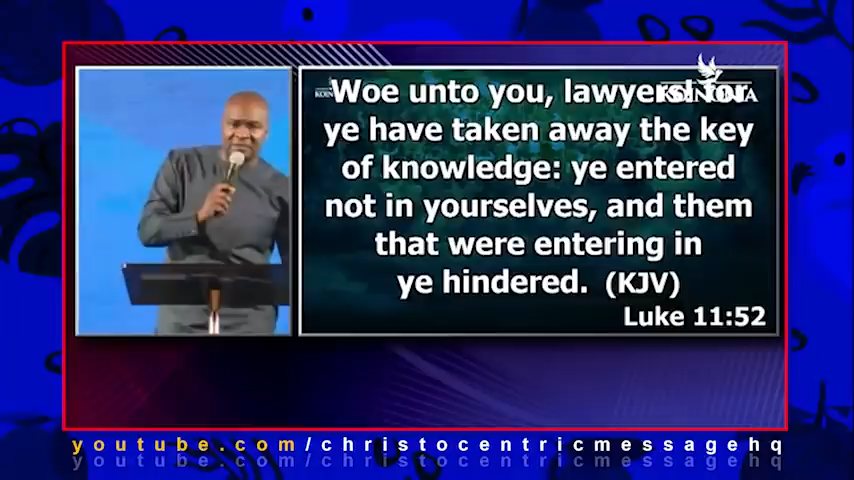 Woe unto you, lawyers! for
ye have taken away the key
of knowledge: ye entered
not in yourselves, and them
that were entering in
ye hindered. (KJV)
Luke 11:52
KOINONIA
youtube.com/christocentricmessagehq
youtube.com/christocentricmessagehq